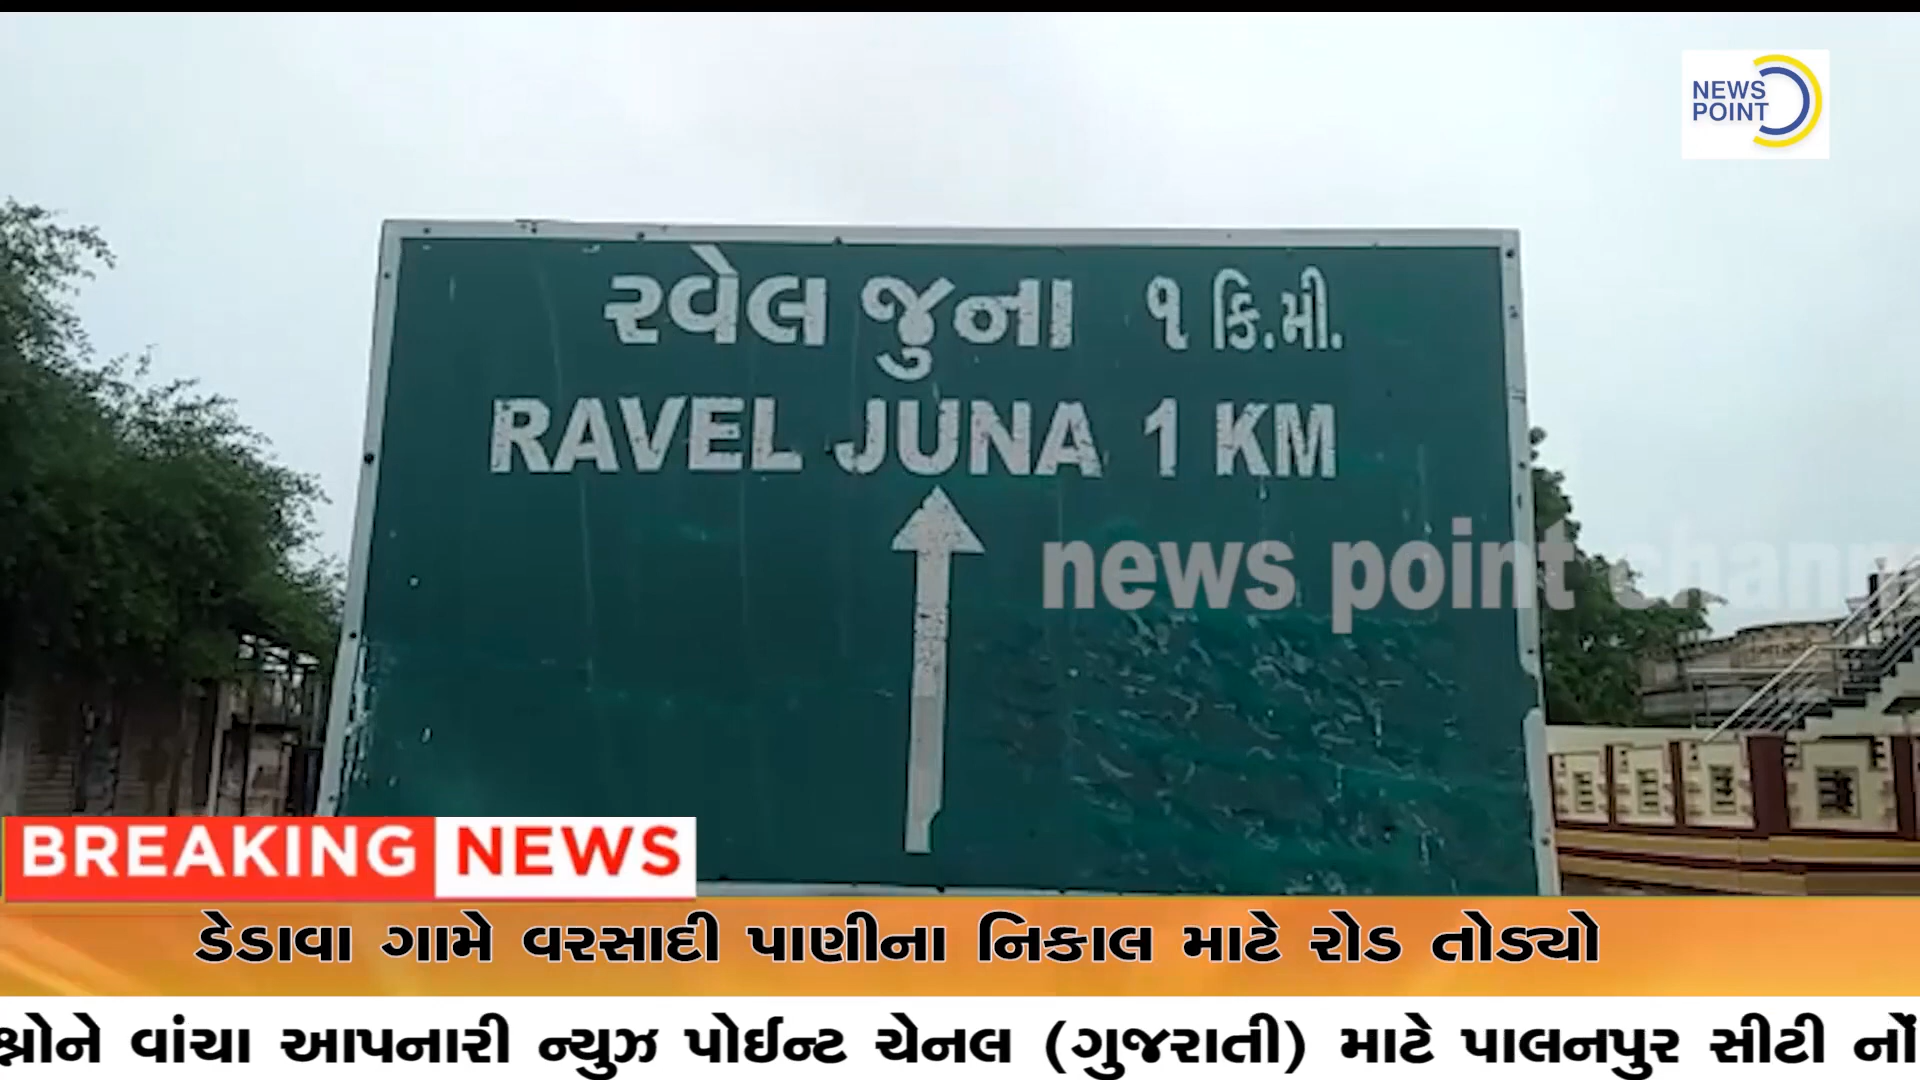 NEWS
POINT
રવેલ જુના ૧ કિ.મી.
RAVEL JUNA 1 KM
news point
BREAKING NEWS
ડેડાવા ગામે વરસાદી પાણીના નિકાલ માટે રોડ તોડ્યો
વાંચા આપનારી ન્યુઝ પોઈન્ટ ચેનલ (ગુજરાતી) માટે પાલનપુર સીટી